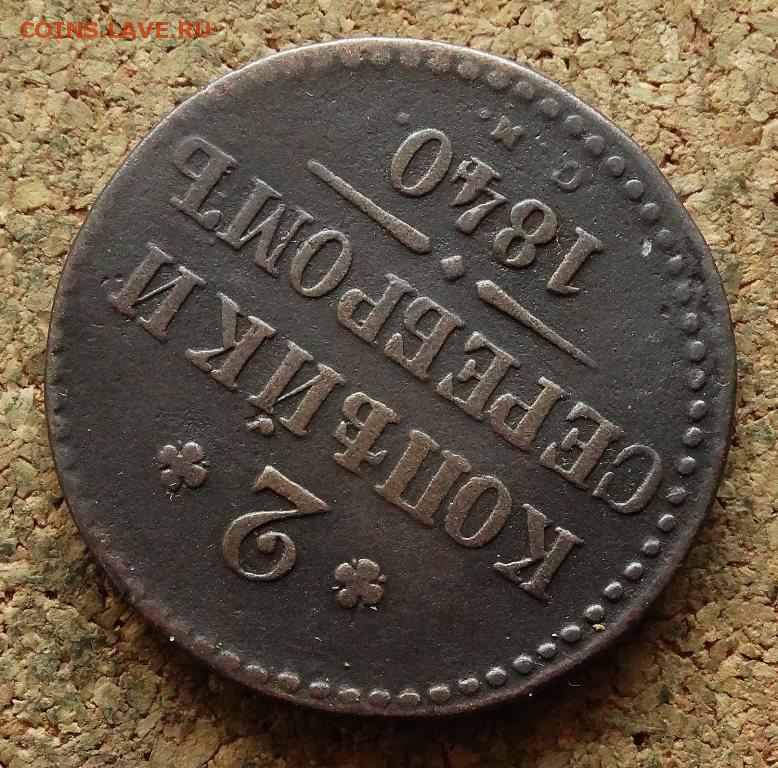 COINS.LAVE.RU
2
КОПѢЙКИ
СЕРЕБРОМЪ
1840
С. М.